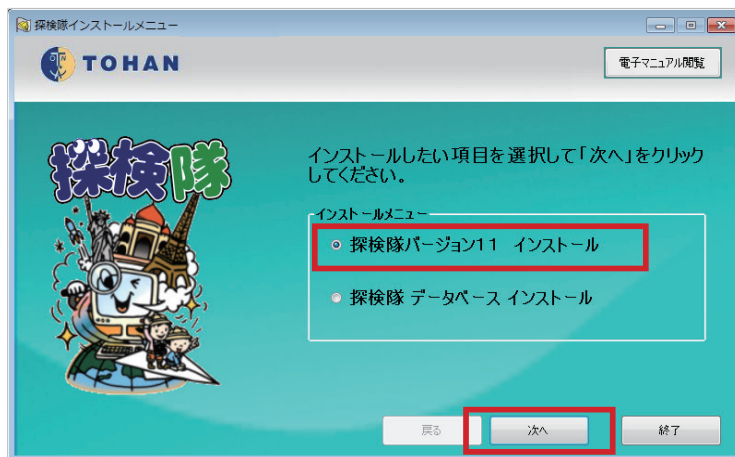 探検隊インストールメニュー
TOHAN
電子マニュアル閲覧
探検隊
インストールしたい項目を選択して「次へ」をクリック
してください。
インストールメニュー
探検隊バージョン11 インストール
探検隊 データベース インストール
戻る
次へ
終了